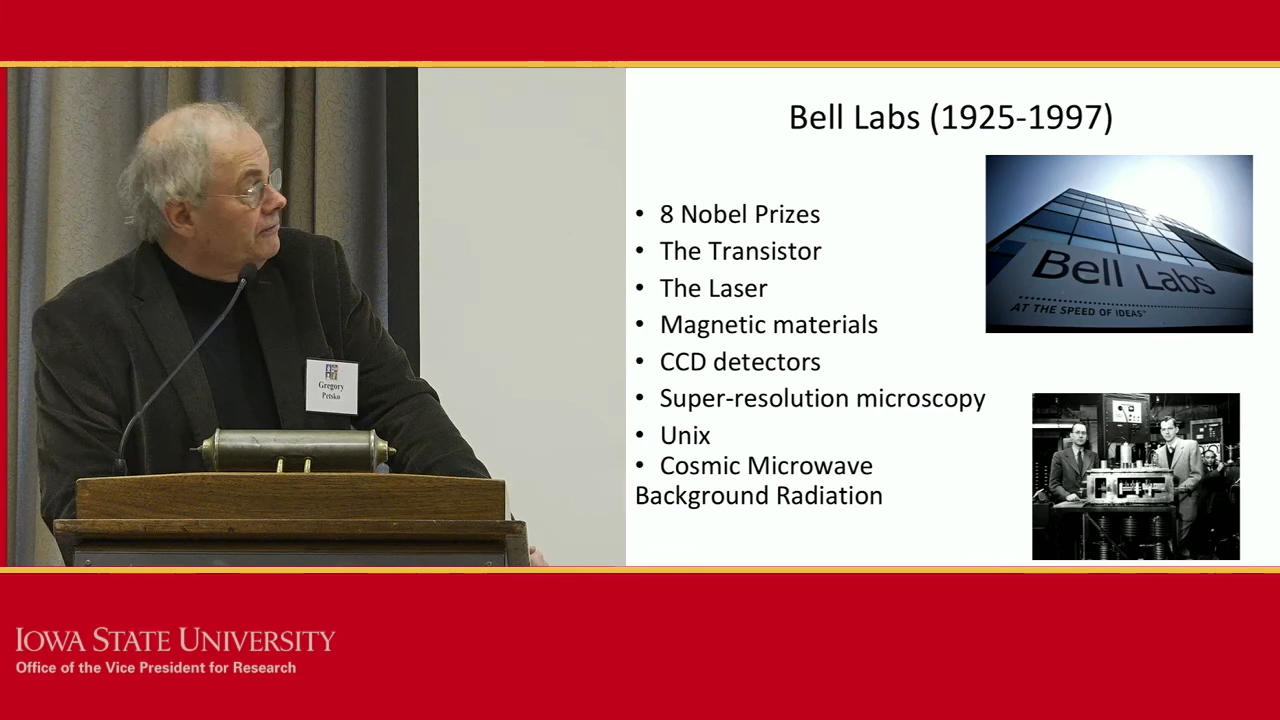 Bell Labs (1925-1997)
• 8 Nobel Prizes
• The Transistor
• The Laser
• Magnetic materials
• CCD detectors
• Super-resolution microscopy
• Unix
• Cosmic Microwave
Background Radiation
Bell Labs
AT THE SPEED OF IDEAS™
Gregory
Petsko
IOWA STATE UNIVERSITY
Office of the Vice President for Research